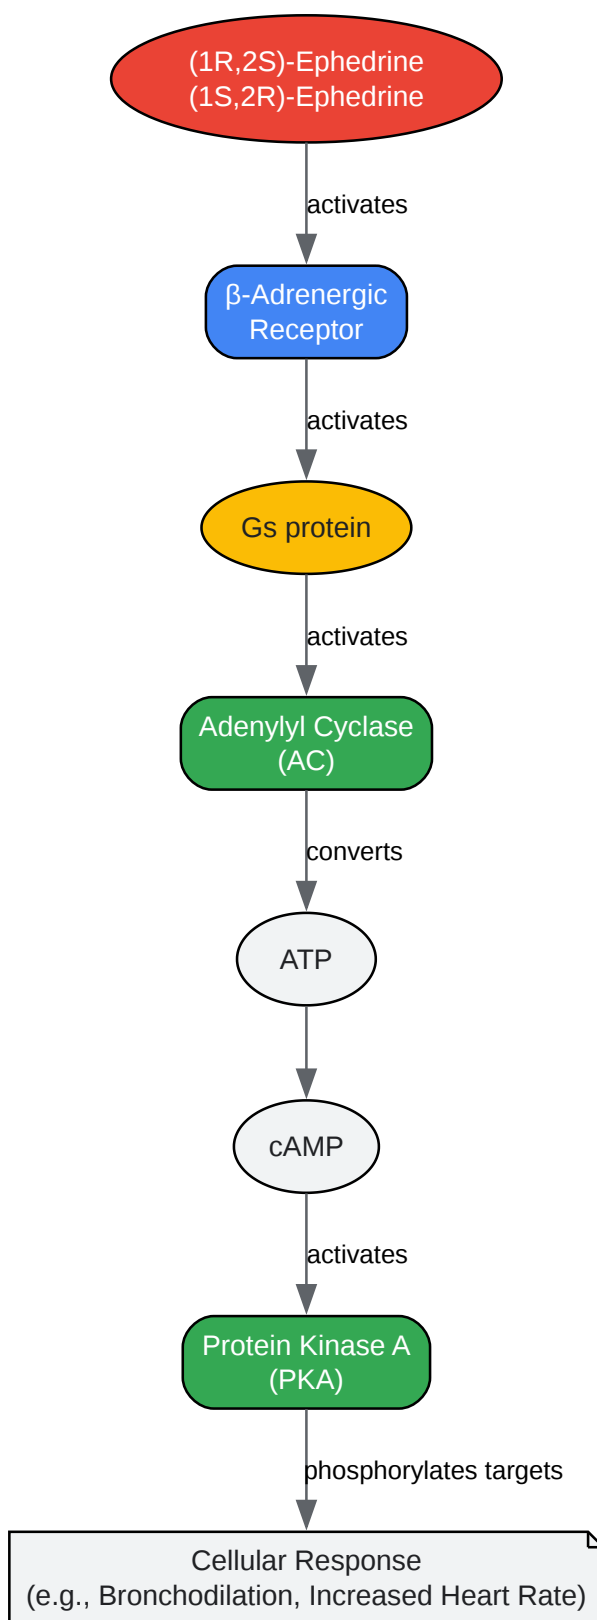 (1R,2S)-Ephedrine
(1S,2R)-Ephedrine
activates
β-Adrenergic
Receptor
activates
Gs protein
activates
Adenylyl Cyclase
(AC)
converts
ATP
cAMP
activates
Protein Kinase A
(PKA)
phosphorylates targets
Cellular Response
(e.g., Bronchodilation, Increased Heart Rate)